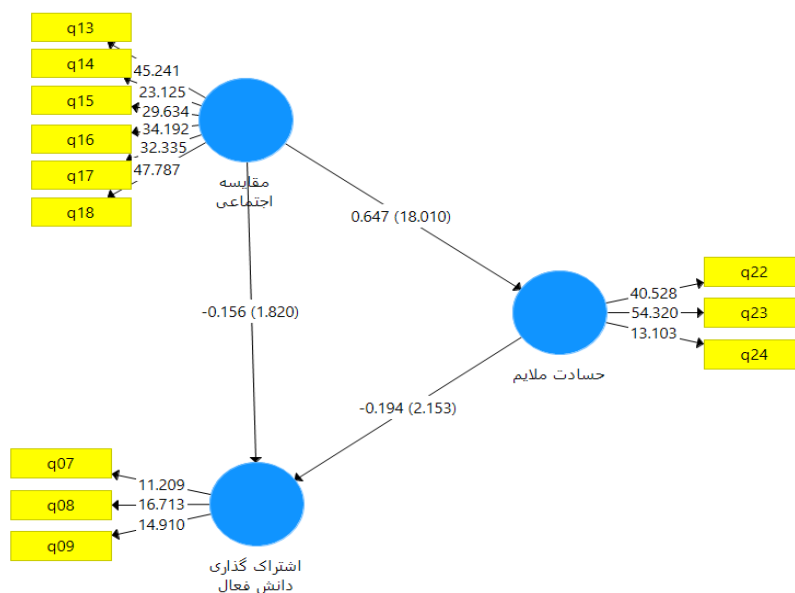 q13
q14
q15
q16
q17
q18
45.241
23.125
29.634
34.192
32.335
47.787
مقایسه
اجتماعی
0.647 (18.010)
-0.156 (1.820)
q22
q23
q24
40.528
54.320
13.103
حسادت ملایم
-0.194 (2.153)
q07
q08
q09
11.209
16.713
14.910
اشتراک گذاری
دانش فعال